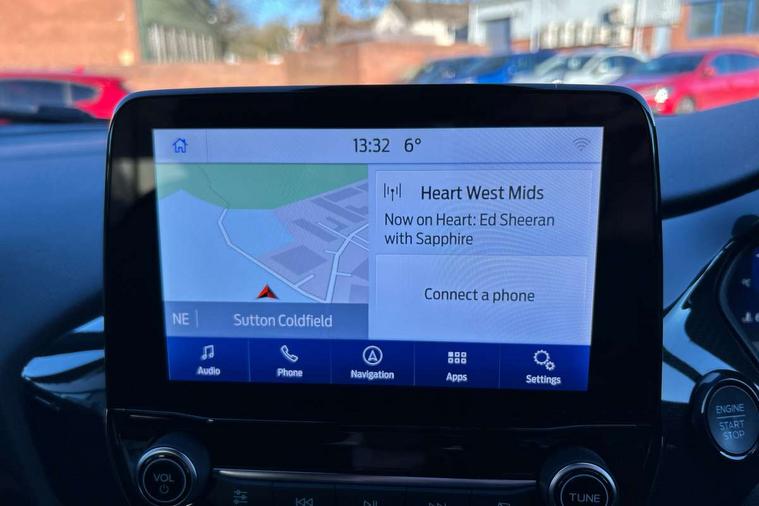 13:32 6°
Heart West Mids
Now on Heart: Ed Sheeran
with Sapphire
Connect a phone
NE Sutton Coldfield
Audio Phone Navigation Apps Settings
ENGINE
START
STOP
VOL
TUNE